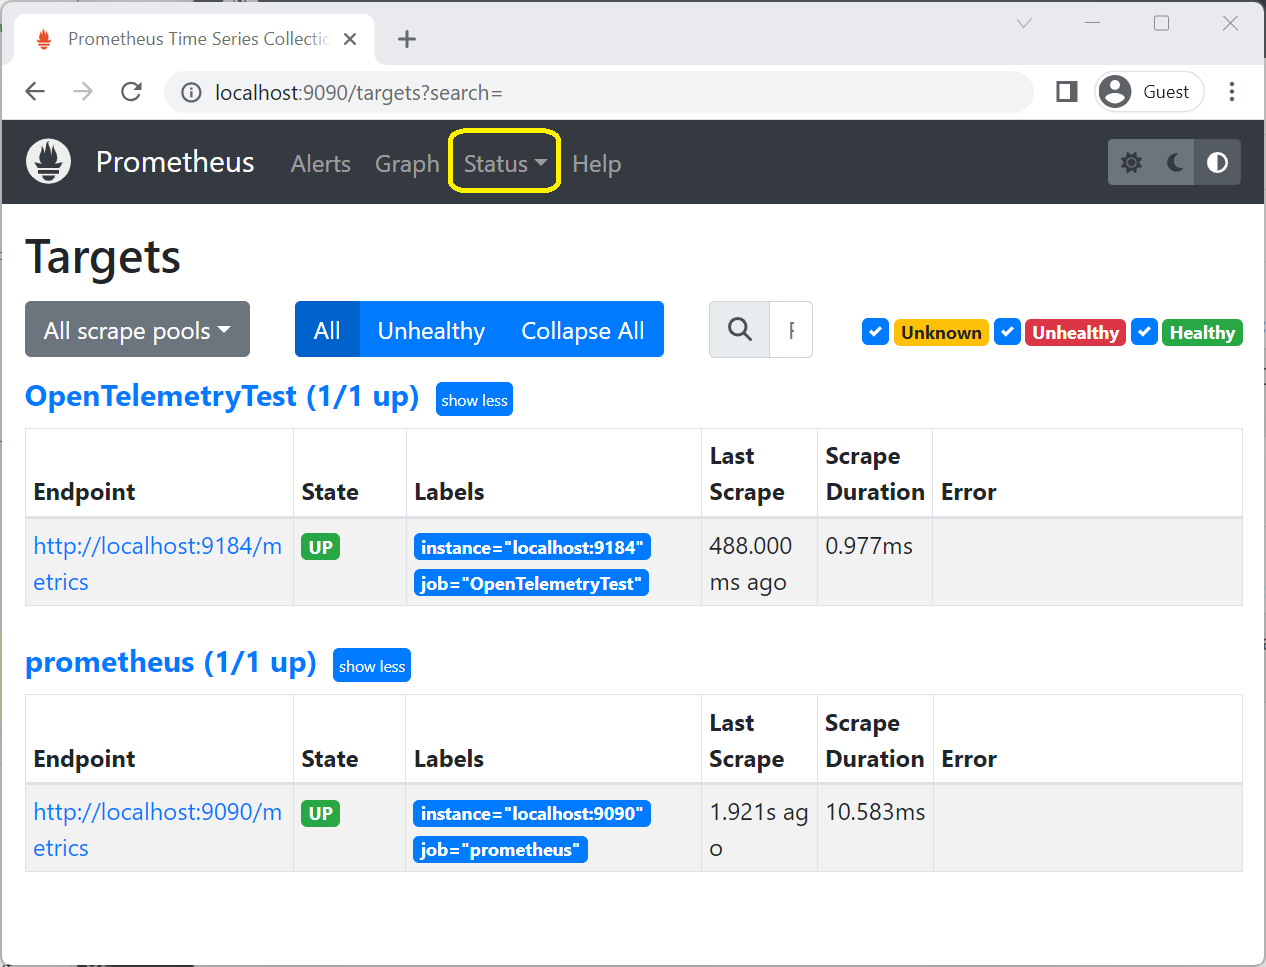 Prometheus Time Series Collectio
localhost:9090/targets?search=
Guest
Prometheus Alerts Graph Status Help
Targets
All scrape pools All Unhealthy Collapse All Unknown Unhealthy Healthy
OpenTelemetryTest (1/1 up) show less
Endpoint State Labels Last Scrape Scrape Duration Error
http://localhost:9184/m
etrics
UP
instance="localhost:9184"
job="OpenTelemetryTest"
488.000
ms ago
0.977ms
prometheus (1/1 up) show less
Endpoint State Labels Last Scrape Scrape Duration Error
http://localhost:9090/m
etrics
UP
instance="localhost:9090"
job="prometheus"
1.921s ag
o
10.583ms